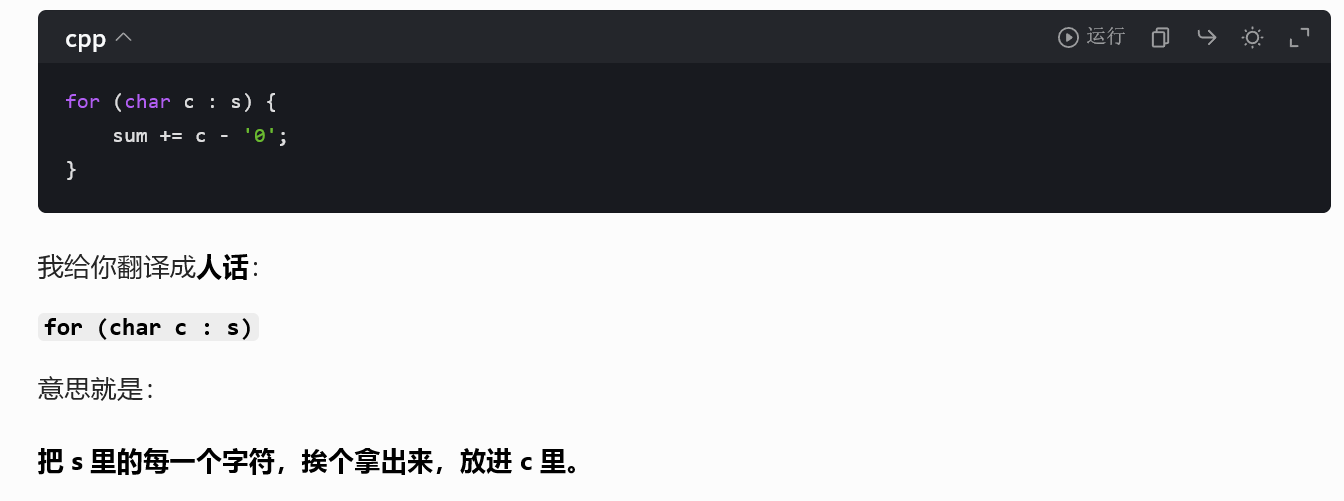 cpp
运行
for (char c : s) {
    sum += c - '0';
}
我给你翻译成人话：
for (char c : s)
意思就是：
把 s 里的每一个字符，挨个拿出来，放进 c 里。